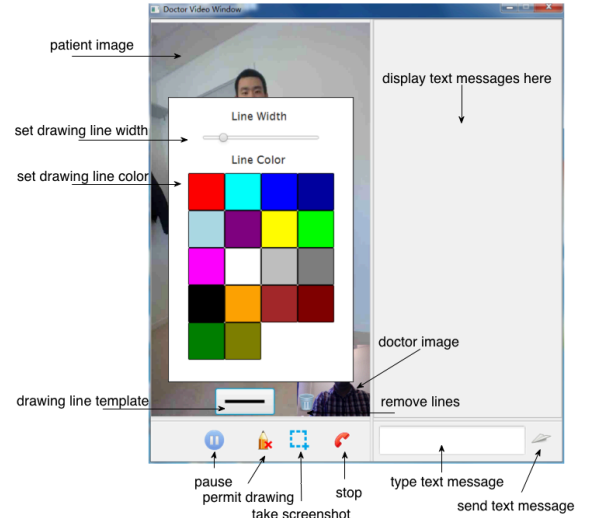 Doctor Video Window
patient image
display text messages here
Line Width
set drawing line width
Line Color
set drawing line color
doctor image
drawing line template
remove lines
pause
permit drawing
take screenshot
stop
type text message
send text message